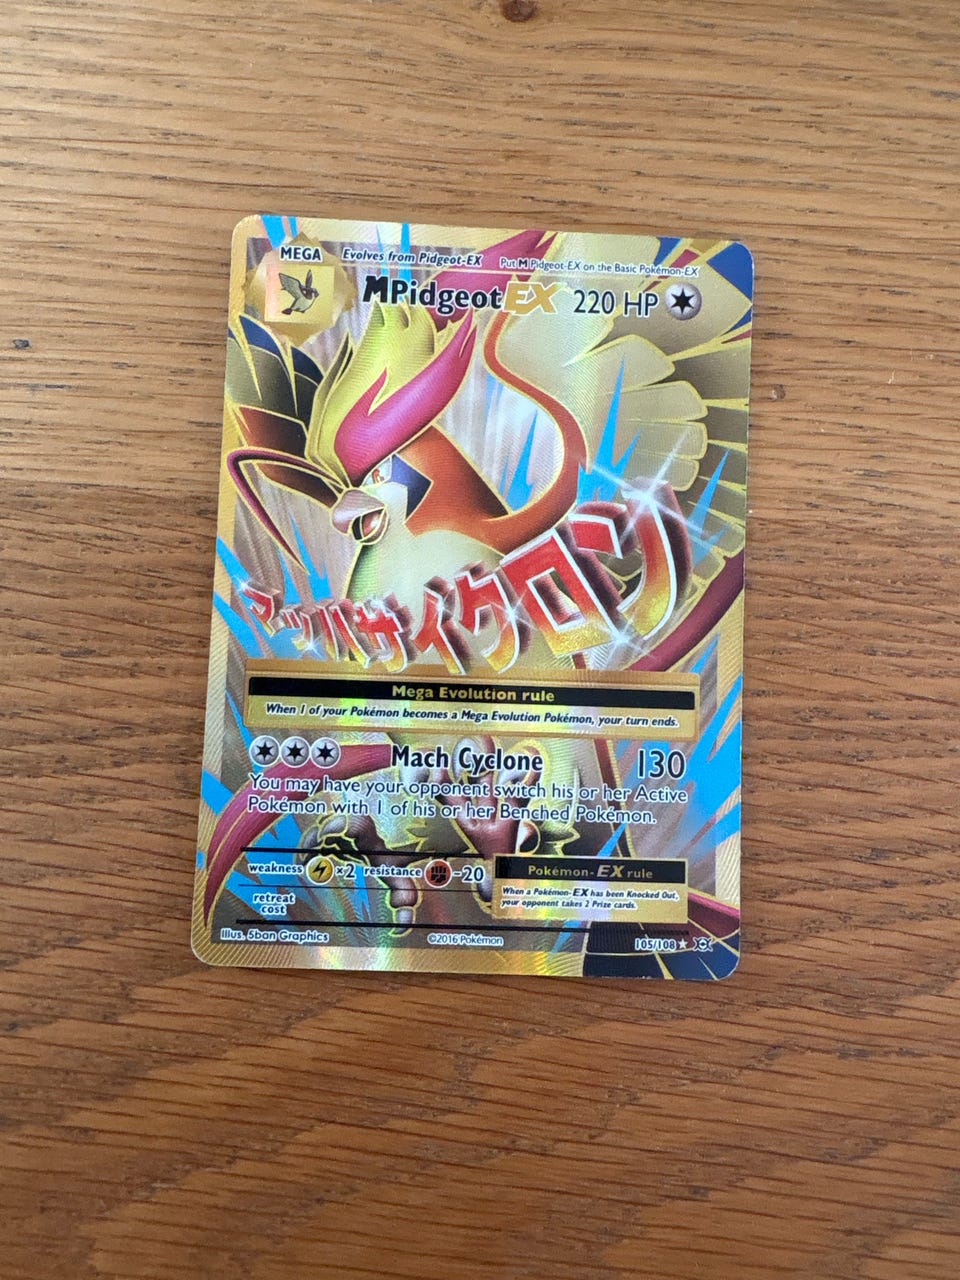 MEGA
Evolves from Pidgeot-EX
Put M Pidgeot-EX on the Basic Pokémon-EX
MPidgeotEX 220 HP
マッハサイクロン
Mega Evolution rule
When 1 of your Pokémon becomes a Mega Evolution Pokémon, your turn ends.
Mach Cyclone 130
You may have your opponent switch his or her Active
Pokémon with 1 of his or her Benched Pokémon.
weakness ×2 resistance -20
Pokémon-EX rule
When a Pokémon-EX has been Knocked Out,
your opponent takes 2 Prize cards.
retreat
cost
Illus. 5ban Graphics
©2016 Pokémon
105/108